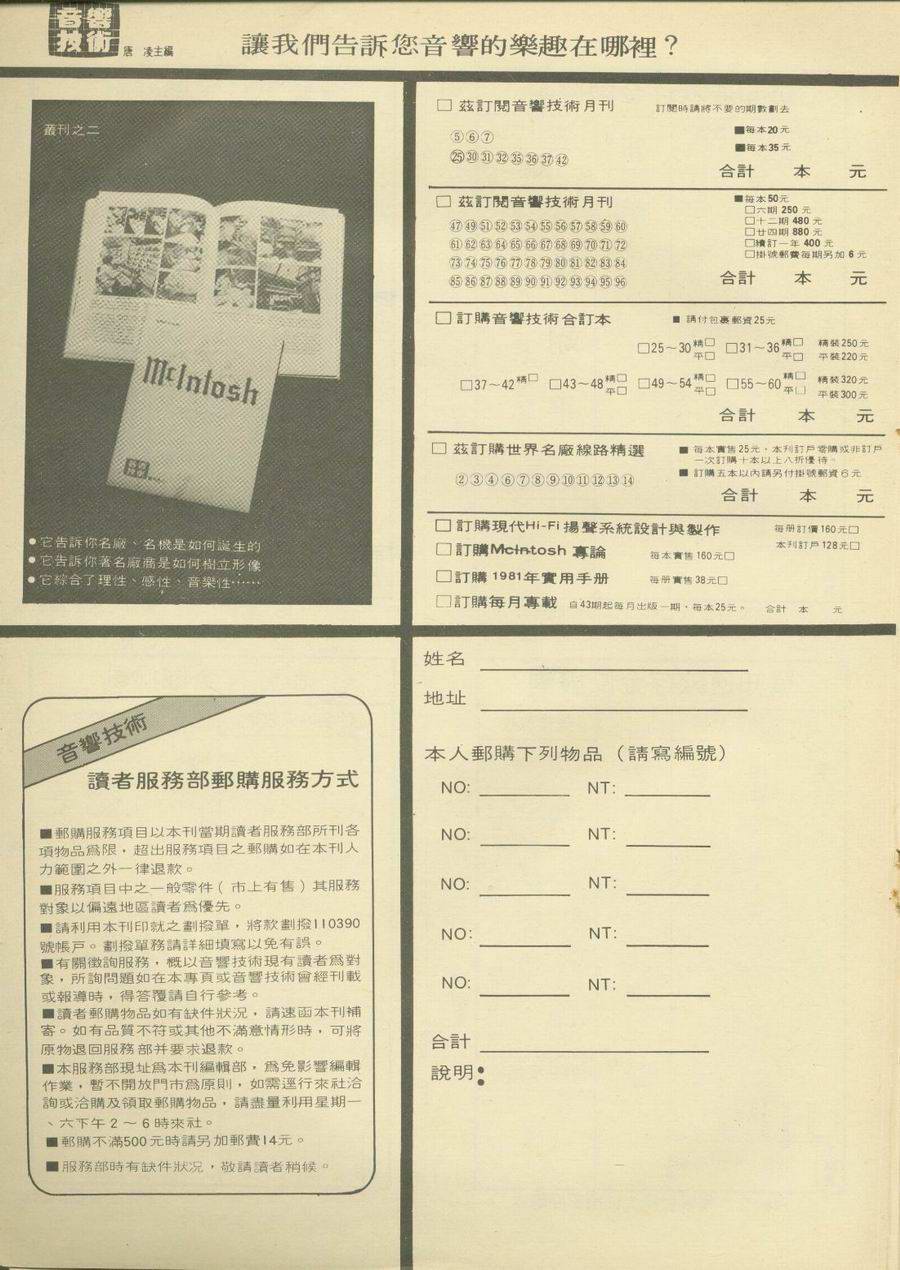 音響
技術
唐 凌主編
讓我們告訴您音響的樂趣在哪裡？
叢刊之二
McIntosh
音響
技術
●它告訴你名廠、名機是如何誕生的
●它告訴你著名廠商是如何樹立形像
●它綜合了理性、感性、音樂性⋯⋯
□ 茲訂閱音響技術月刊 訂閱時請將不要的期數劃去
⑤⑥⑦ ■每本20元
㉕㉚㉛㉜㉟㊱㊲㊷ ■每本35元
合計 本 元
□ 茲訂閱音響技術月刊 ■每本50元
□六期 250 元
□十二期 480 元
□廿四期 880 元
□續訂一年 400 元
□掛號郵費每期另加 6 元
47 49 51 52 53 54 55 56 57 58 59 60
61 62 63 64 65 66 67 68 69 70 71 72
73 74 75 76 77 78 79 80 81 82 83 84
85 86 87 88 89 90 91 92 93 94 95 96
合計 本 元
□訂購音響技術合訂本 ■ 請付包裹郵資25元
□25～30 精□ 平□ □31～36 精□ 平□ 精裝250元 平裝220元
□37～42 精□ □43～48 精□ 平□ □49～54 精□ 平□ □55～60 精□ 平□ 精裝320元 平裝300元
合計 本 元
□ 茲訂購世界名廠線路精選 ■ 每本實售25元，本刊訂戶零購或非訂戶
一次訂購十本以上八折優待。
②③④⑥⑦⑧⑨⑩⑪⑫⑬⑭ ■ 訂購五本以內請另付掛號郵資6元
合計 本 元
□訂購現代Hi-Fi揚聲系統設計與製作 每册訂價160元□
本刊訂戶128元□
□訂購McIntosh 專論 每本實售160元□
□訂購1981年實用手册 每册實售38元□
□訂購每月專載 自43期起每月出版一期，每本25元。 合計 本 元
音響技術
讀者服務部郵購服務方式
■郵購服務項目以本刊當期讀者服務部所刊各
項物品爲限，超出服務項目之郵購如在本刊人
力範圍之外一律退款。
■服務項目中之一般零件（市上有售）其服務
對象以偏遠地區讀者爲優先。
■請利用本刊印就之劃撥單，將款劃撥110390
號帳戶。劃撥單務請詳細填寫以免有誤。
■有關徵詢服務，概以音響技術現有讀者爲對
象，所詢問題如在本專頁或音響技術曾經刊載
或報導時，得答覆請自行參考。
■讀者郵購物品如有缺件狀况，請速函本刊補
寄。如有品質不符或其他不滿意情形時，可將
原物退回服務部并要求退款。
■本服務部現址爲本刊編輯部，爲免影響編輯
作業，暫不開放門市爲原則，如需逕行來社洽
詢或洽購及領取郵購物品，請盡量利用星期一
、六下午2～6時來社。
■郵購不滿500元時請另加郵費14元。
■服務部時有缺件狀况，敬請讀者稍候。
姓名
地址
本人郵購下列物品（請寫編號）
NO: NT:
NO: NT:
NO: NT:
NO: NT:
NO: NT:
合計
說明：